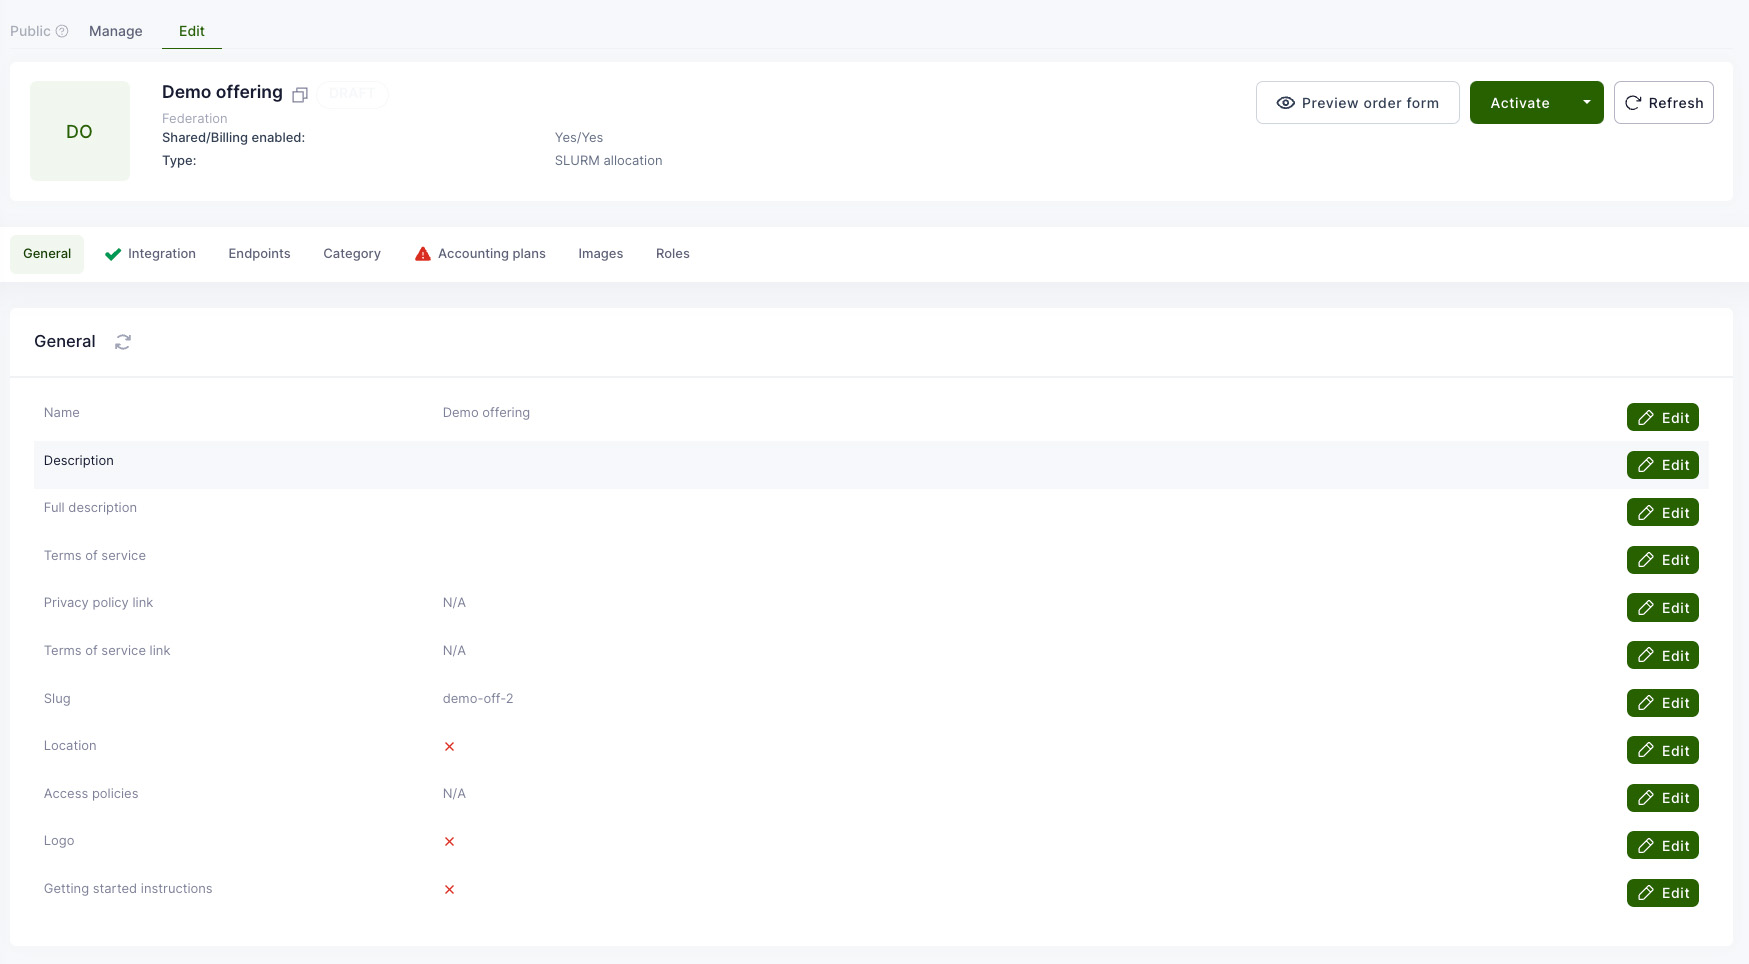 Public Manage Edit
DO
Demo offering DRAFT
Federation
Shared/Billing enabled: Yes/Yes
Type: SLURM allocation
Preview order form Activate Refresh
General Integration Endpoints Category Accounting plans Images Roles
General
Name Demo offering Edit
Description Edit
Full description Edit
Terms of service Edit
Privacy policy link N/A Edit
Terms of service link N/A Edit
Slug demo-off-2 Edit
Location Edit
Access policies N/A Edit
Logo Edit
Getting started instructions Edit